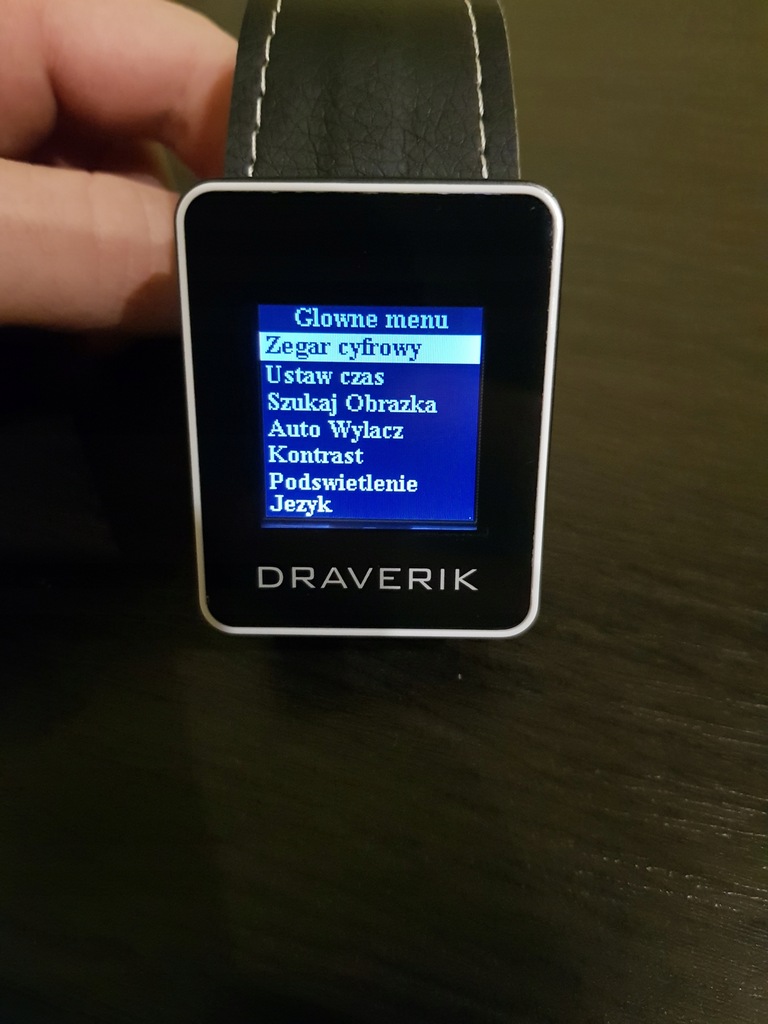 Glowne menu
Zegar cyfrowy
Ustaw czas
Szukaj Obrazka
Auto Wylacz
Kontrast
Podswietlenie
Jezyk
DRAVERIK